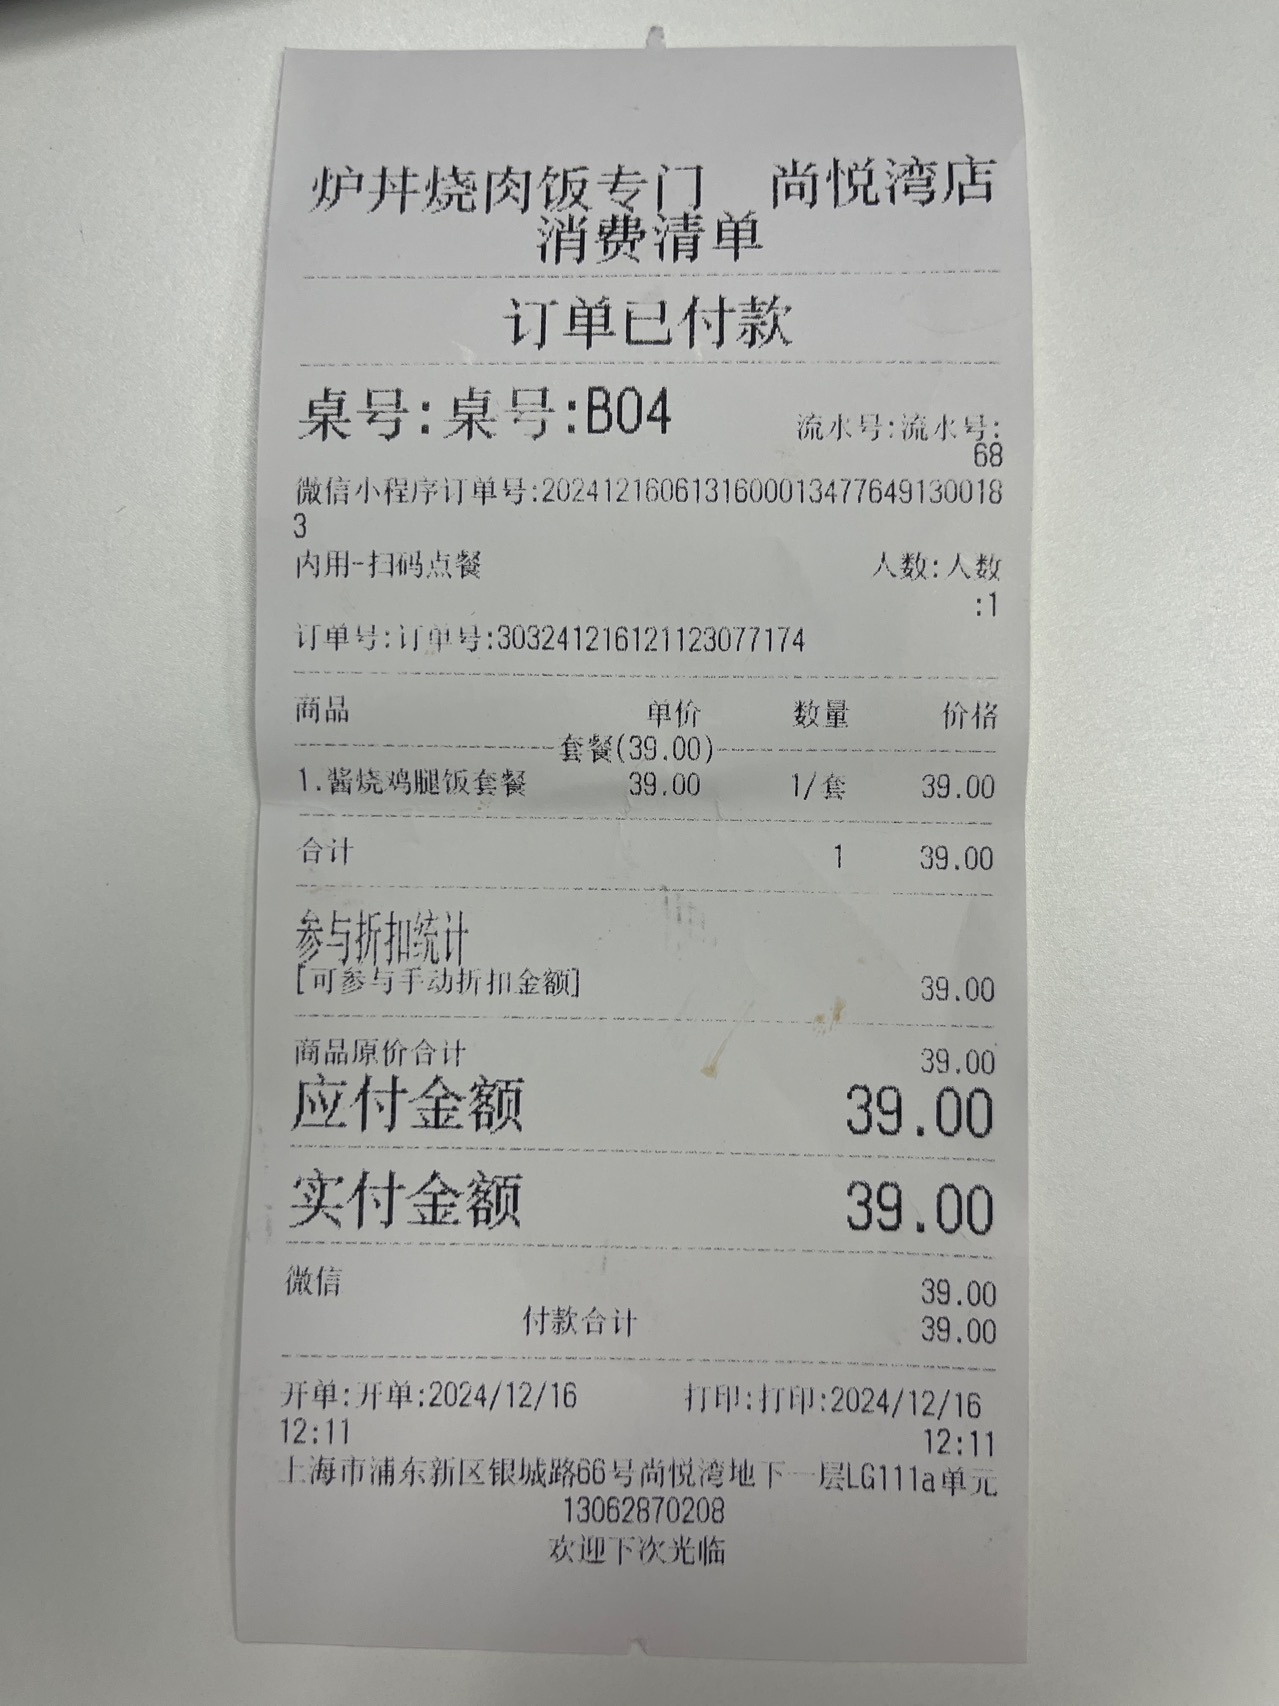 炉丼烧肉饭专门 尚悦湾店
消费清单
订单已付款
桌号:桌号:B04 流水号:流水号:
68
微信小程序订单号:2024121606131600013477649130018
3
内用-扫码点餐 人数:人数
:1
订单号:订单号:303241216121123077174
商品 单价 数量 价格
套餐(39.00)
1.酱烧鸡腿饭套餐 39.00 1/套 39.00
合计 1 39.00
参与折扣统计
[可参与手动折扣金额] 39.00
商品原价合计 39.00
应付金额 39.00
实付金额 39.00
微信 39.00
付款合计 39.00
开单:开单:2024/12/16 打印:打印:2024/12/16
12:11 12:11
上海市浦东新区银城路66号尚悦湾地下一层LG111a单元
13062870208
欢迎下次光临